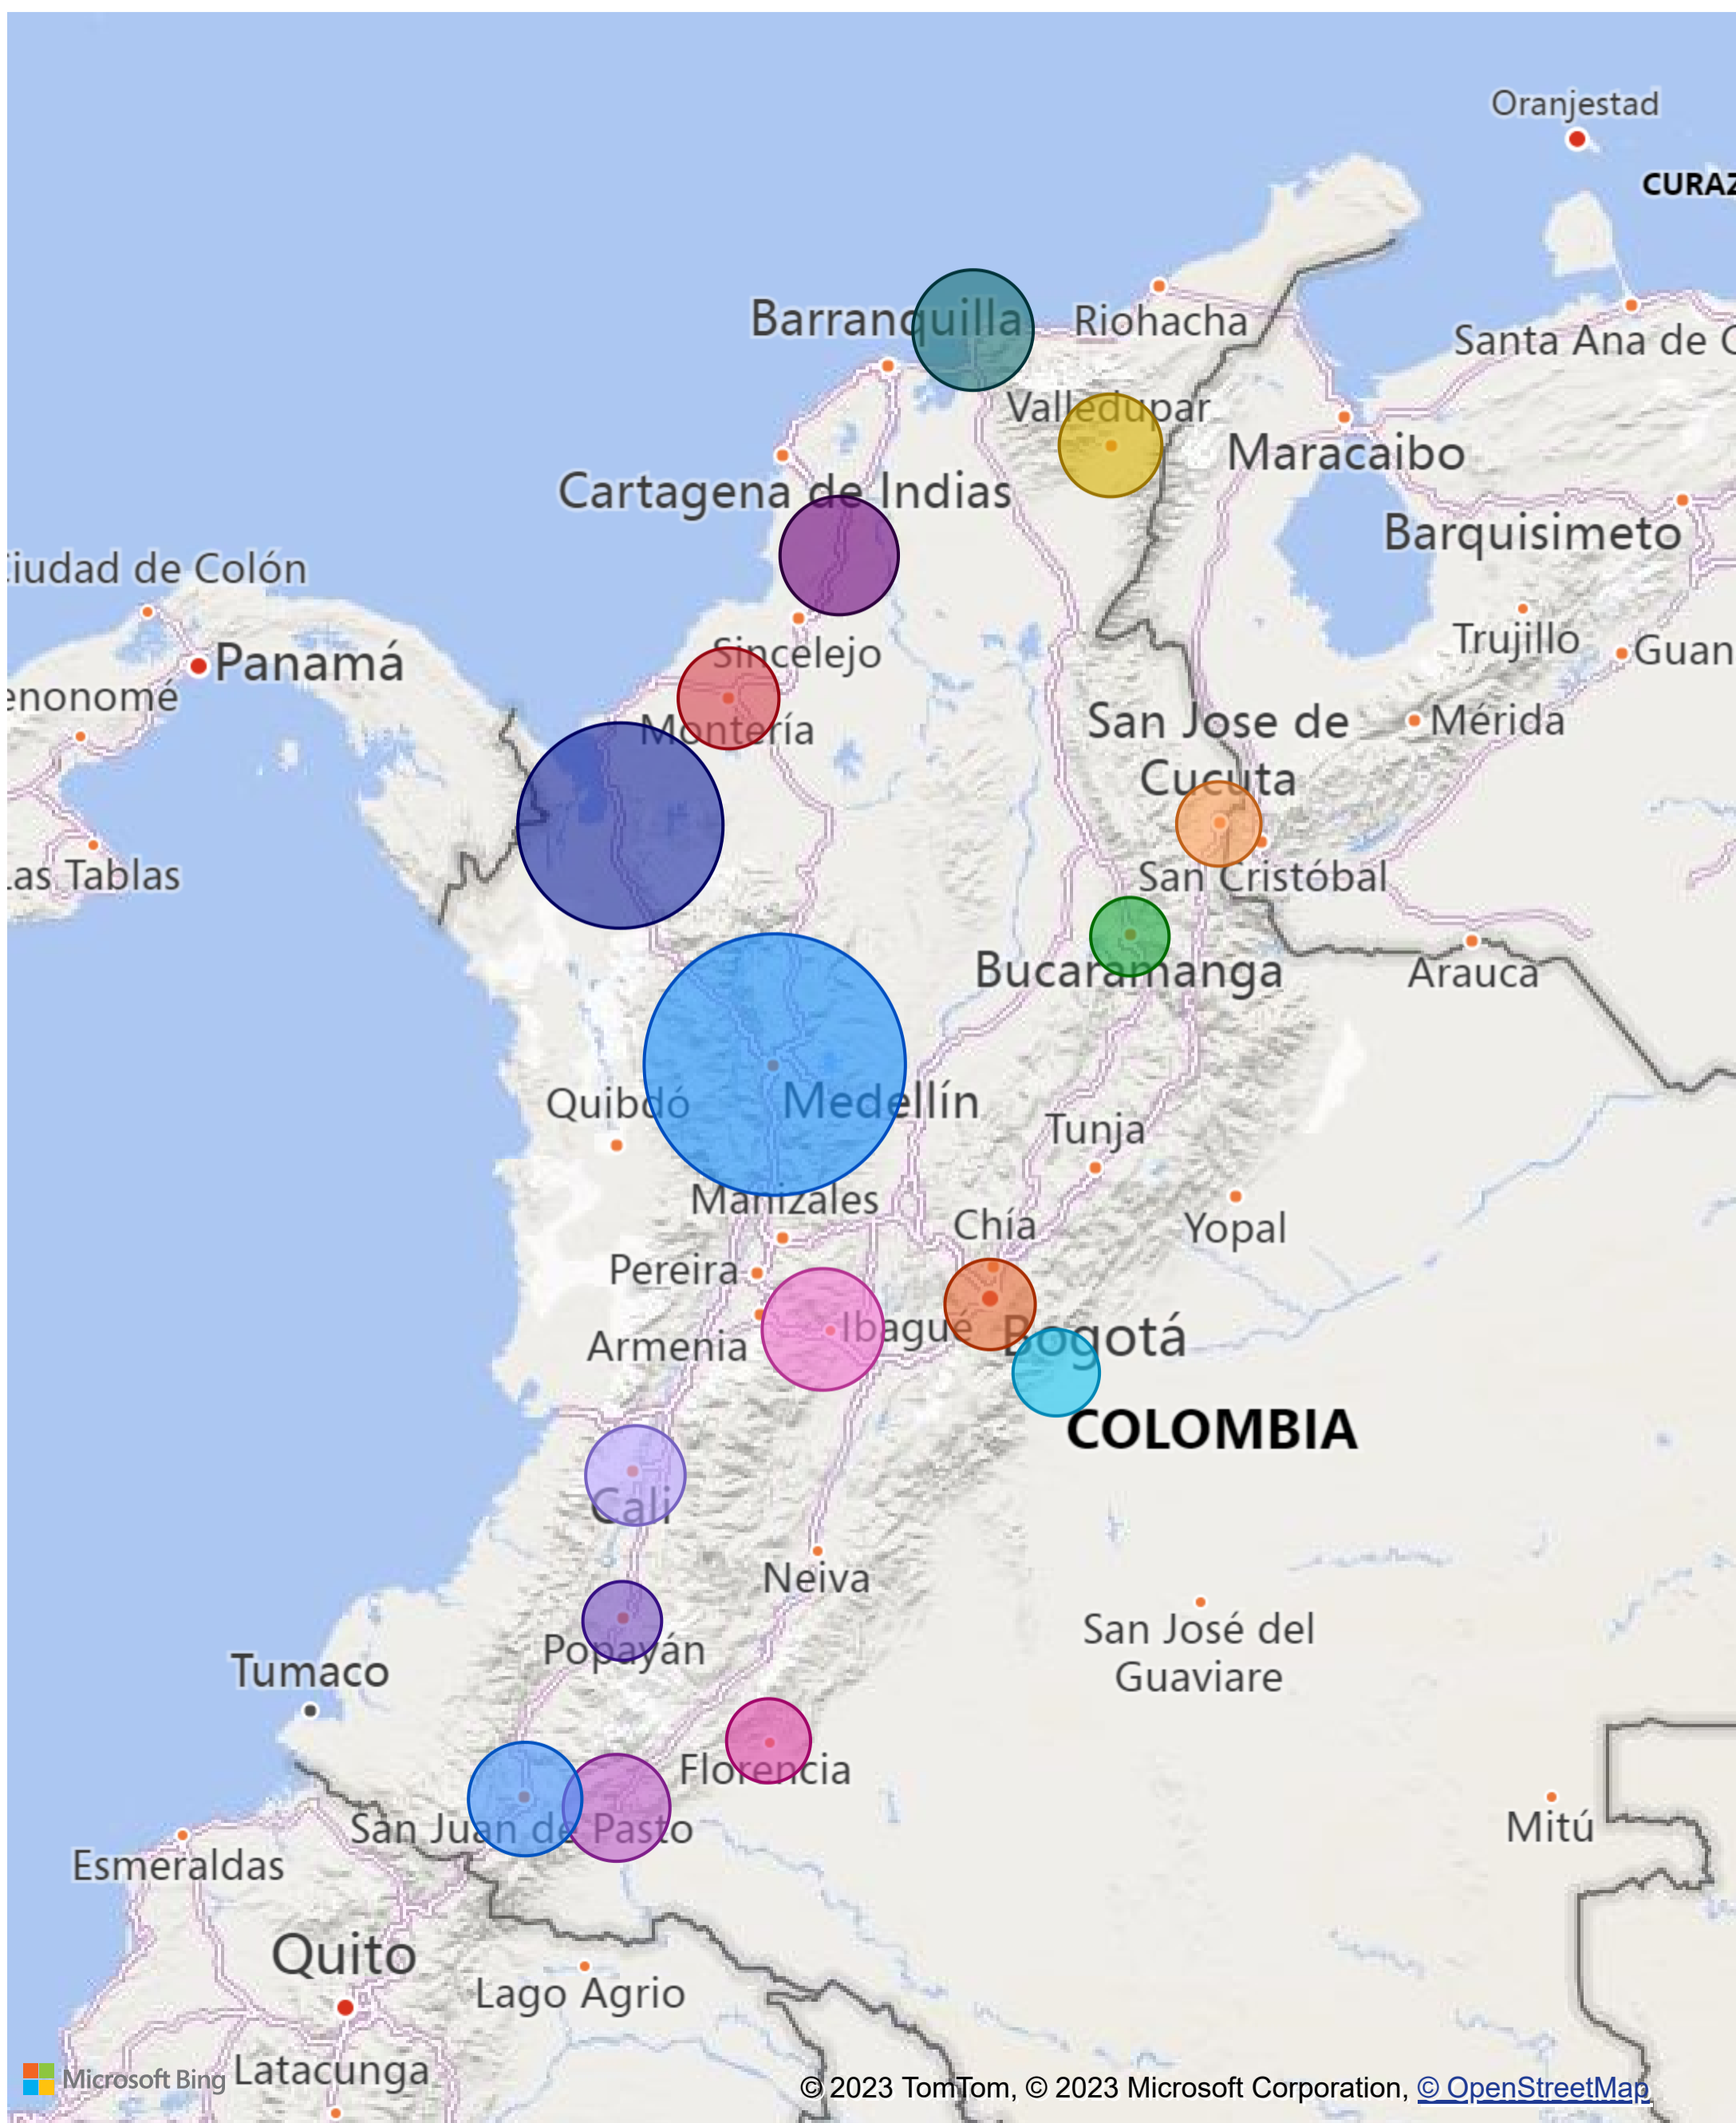 Oranjestad
CURAZ
Barranquilla
Riohacha
Santa Ana de C
Valledupar
Maracaibo
Cartagena de Indias
Barquisimeto
iudad de Colón
Trujillo
Guan
Sincelejo
Panamá
enonomé
Montería
San Jose de
Cucuta
Mérida
as Tablas
San Cristóbal
Bucaramanga
Arauca
Quibdó
Medellín
Tunja
Manizales
Chía
Yopal
Pereira
Ibagué
Bogotá
Armenia
COLOMBIA
Cali
Neiva
San José del
Guaviare
Popayán
Tumaco
Florencia
San Juan de Pasto
Mitú
Esmeraldas
Quito
Lago Agrio
Latacunga
Microsoft Bing
© 2023 TomTom, © 2023 Microsoft Corporation, © OpenStreetMap